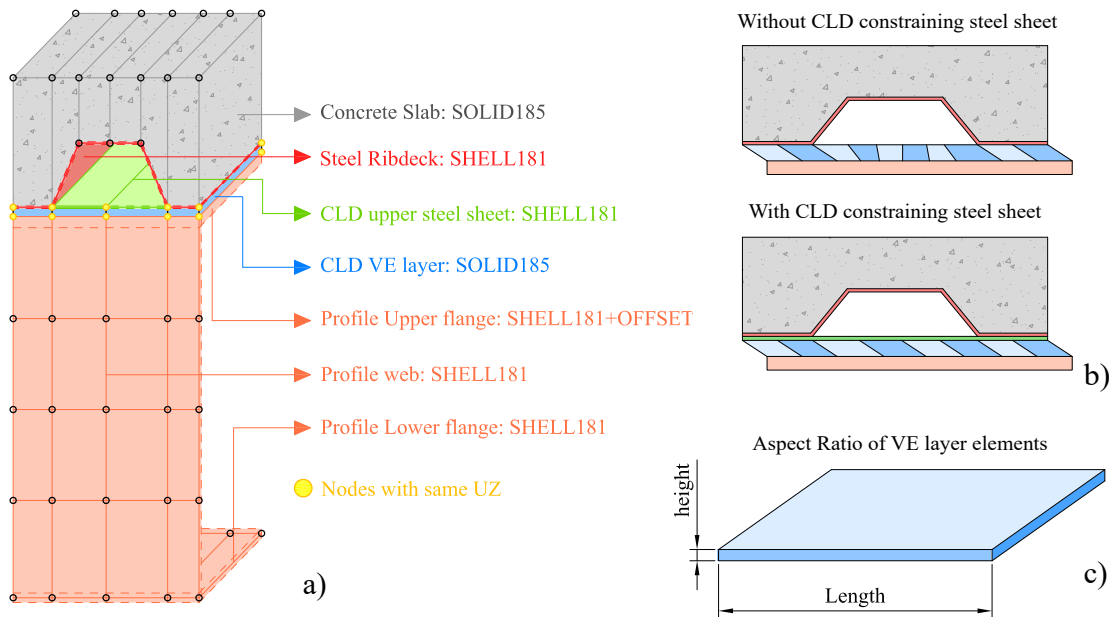 Concrete Slab: SOLID185
Steel Ribdeck: SHELL181
CLD upper steel sheet: SHELL181
CLD VE layer: SOLID185
Profile Upper flange: SHELL181+OFFSET
Profile web: SHELL181
Profile Lower flange: SHELL181
Nodes with same UZ
a)
Without CLD constraining steel sheet
With CLD constraining steel sheet
b)
Aspect Ratio of VE layer elements
height
Length
c)